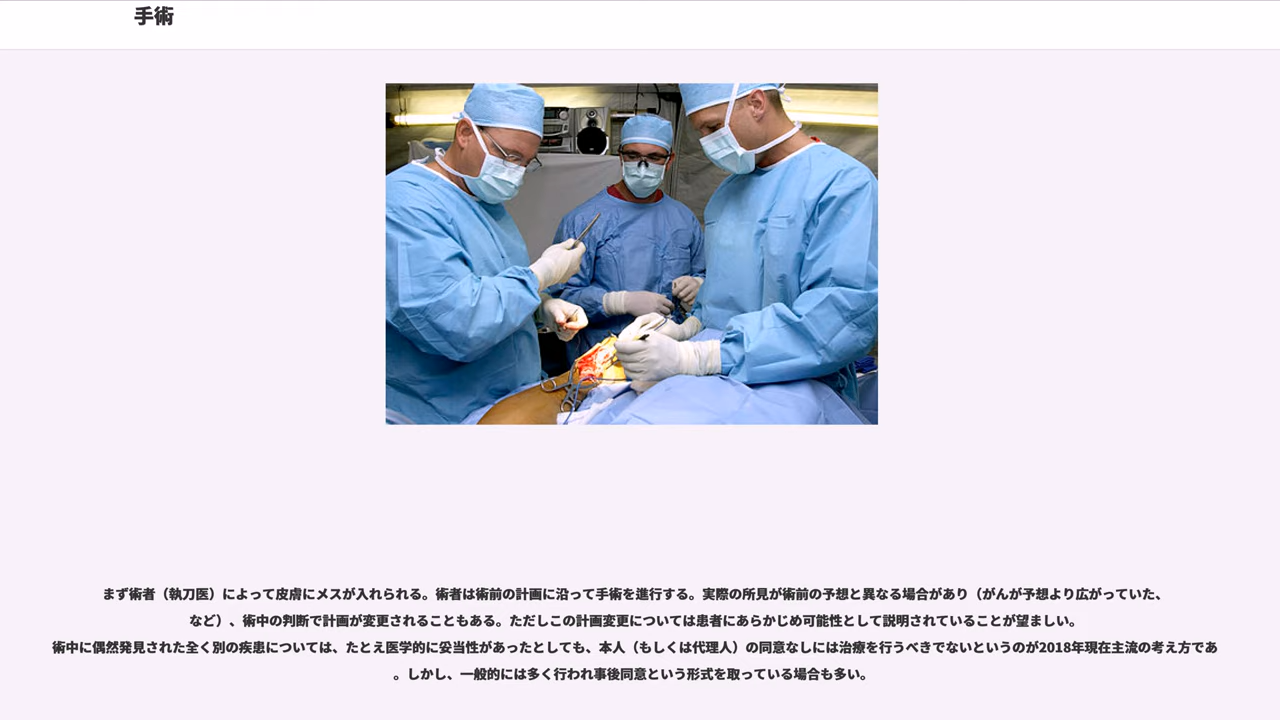 手術
まず術者（執刀医）によって皮膚にメスが入れられる。術者は術前の計画に沿って手術を進行する。実際の所見が術前の予想と異なる場合があり（がんが予想より広がっていた、
など）、術中の判断で計画が変更されることもある。ただしこの計画変更については患者にあらかじめ可能性として説明されていることが望ましい。
術中に偶然発見された全く別の疾患については、たとえ医学的に妥当性があったとしても、本人（もしくは代理人）の同意なしには治療を行うべきでないというのが2018年現在主流の考え方であ
。しかし、一般的には多く行われ事後同意という形式を取っている場合も多い。